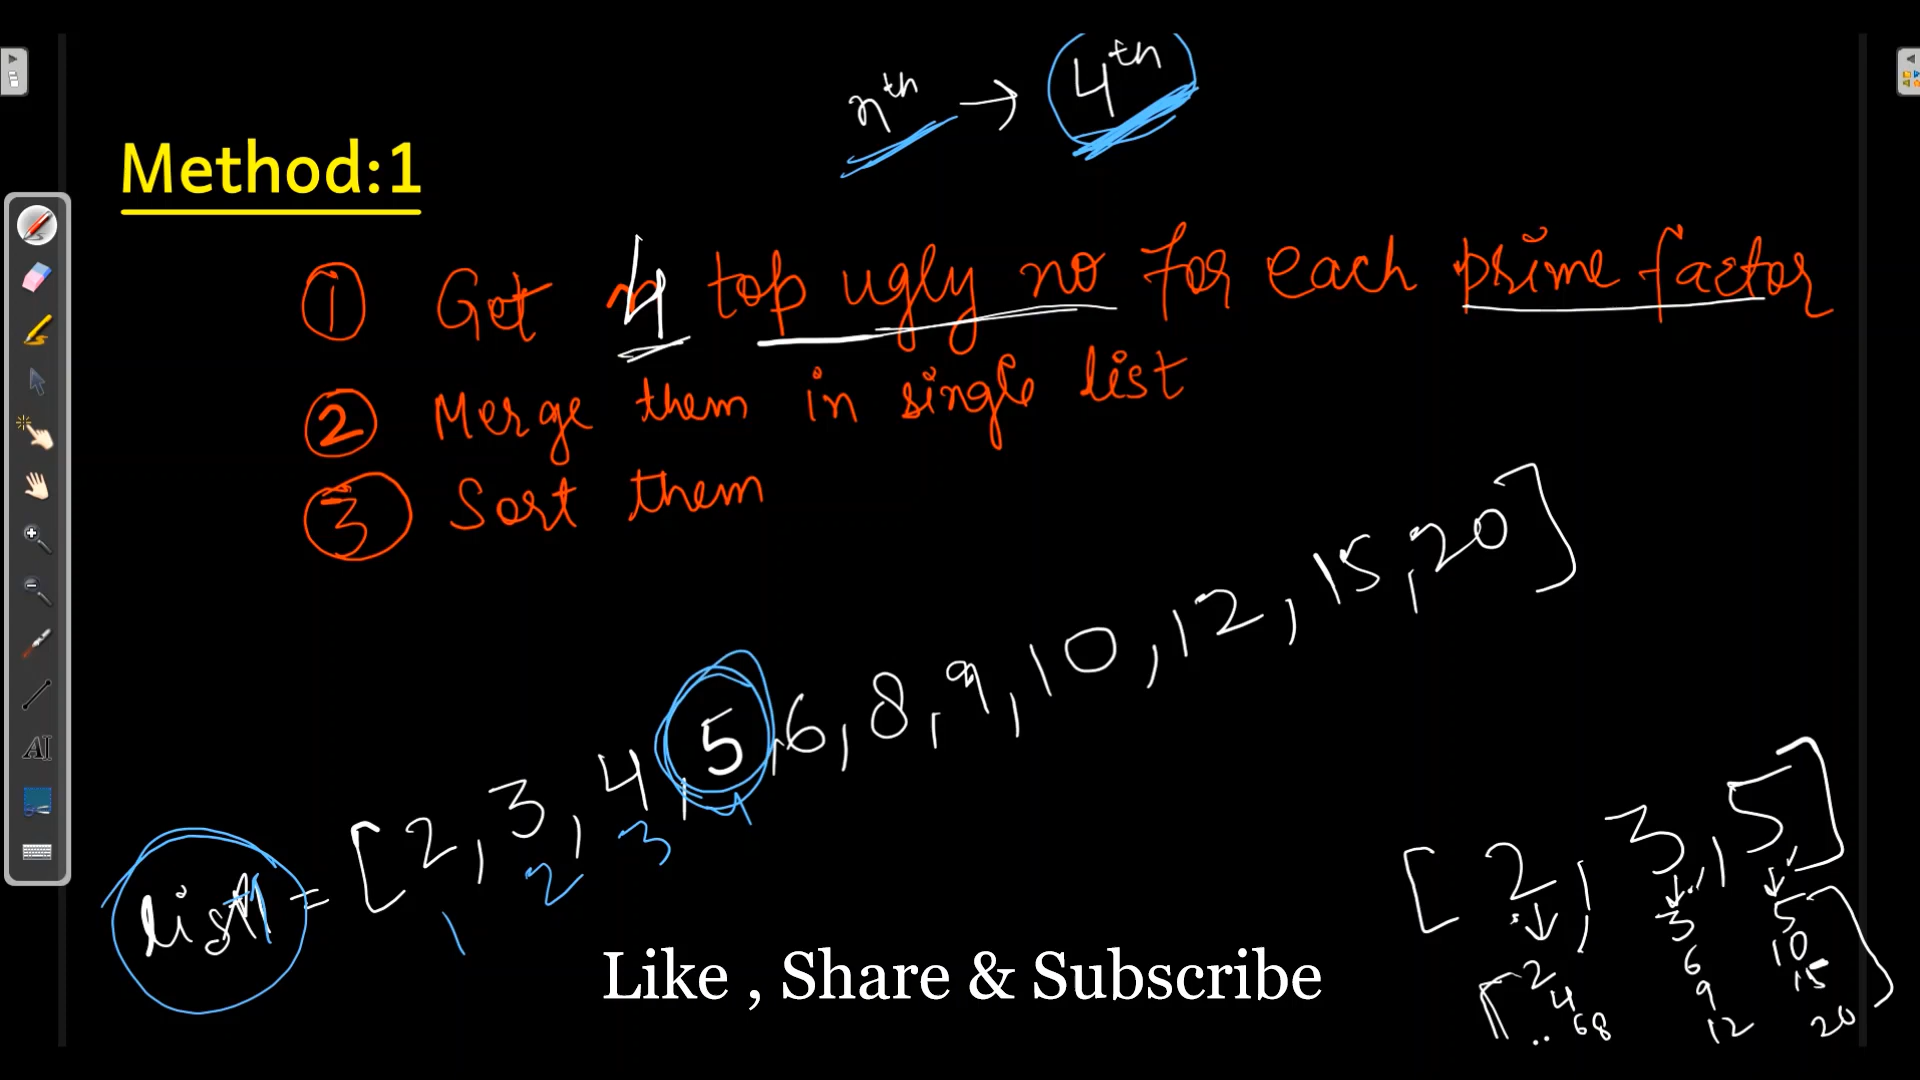 nth → 4th
Method:1
① Get 4 top ugly no for each prime factor
② Merge them in single list
③ Sort them
list = [2, 3, 4, 5, 6, 8, 9, 10, 12, 15, 20]
1 2 3 4
[2, 3, 5]
2 3 5
4 6 10
6 8 9 15
12 20
Like , Share & Subscribe
AI